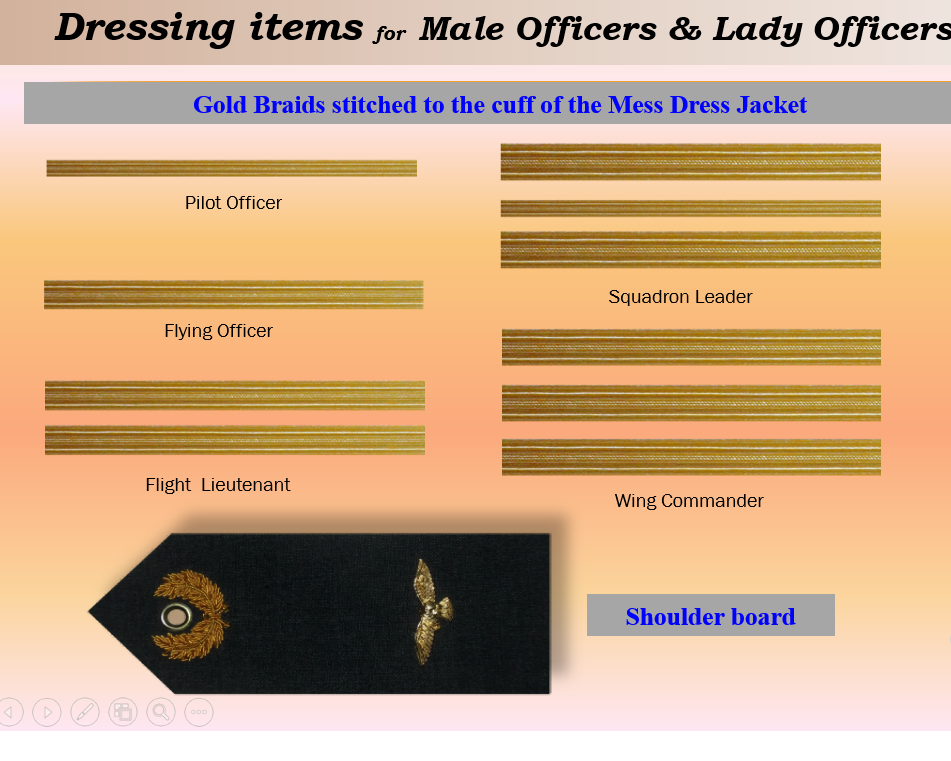 Dressing items for Male Officers & Lady Officers
Gold Braids stitched to the cuff of the Mess Dress Jacket
Pilot Officer
Flying Officer
Flight Lieutenant
Squadron Leader
Wing Commander
Shoulder board